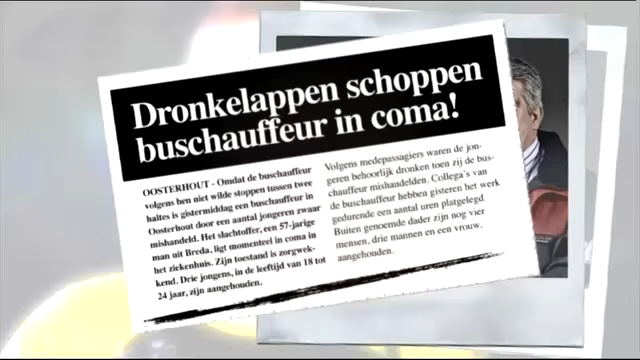 Dronkelappen schoppen
buschauffeur in coma!
OOSTERHOUT - Omdat de buschauffeur
volgens hen niet wilde stoppen tussen twee
haltes is gistermiddag een buschauffeur in
Oosterhout door een aantal jongeren zwaar
mishandeld. Het slachtoffer, een 57-jarige
man uit Breda, ligt momenteel in coma in
het ziekenhuis. Zijn toestand is zorgwek-
kend. Drie jongens, in de leeftijd van 18 tot
24 jaar, zijn aangehouden.
Volgens medepassagiers waren de jon-
geren behoorlijk dronken toen zij de bus-
chauffeur mishandelden. Collega's van
de buschauffeur hebben gisteren het werk
gedurende een aantal uren platgelegd.
Buiten genoemde dader zijn nog vier
mensen, drie mannen en een vrouw,
aangehouden.